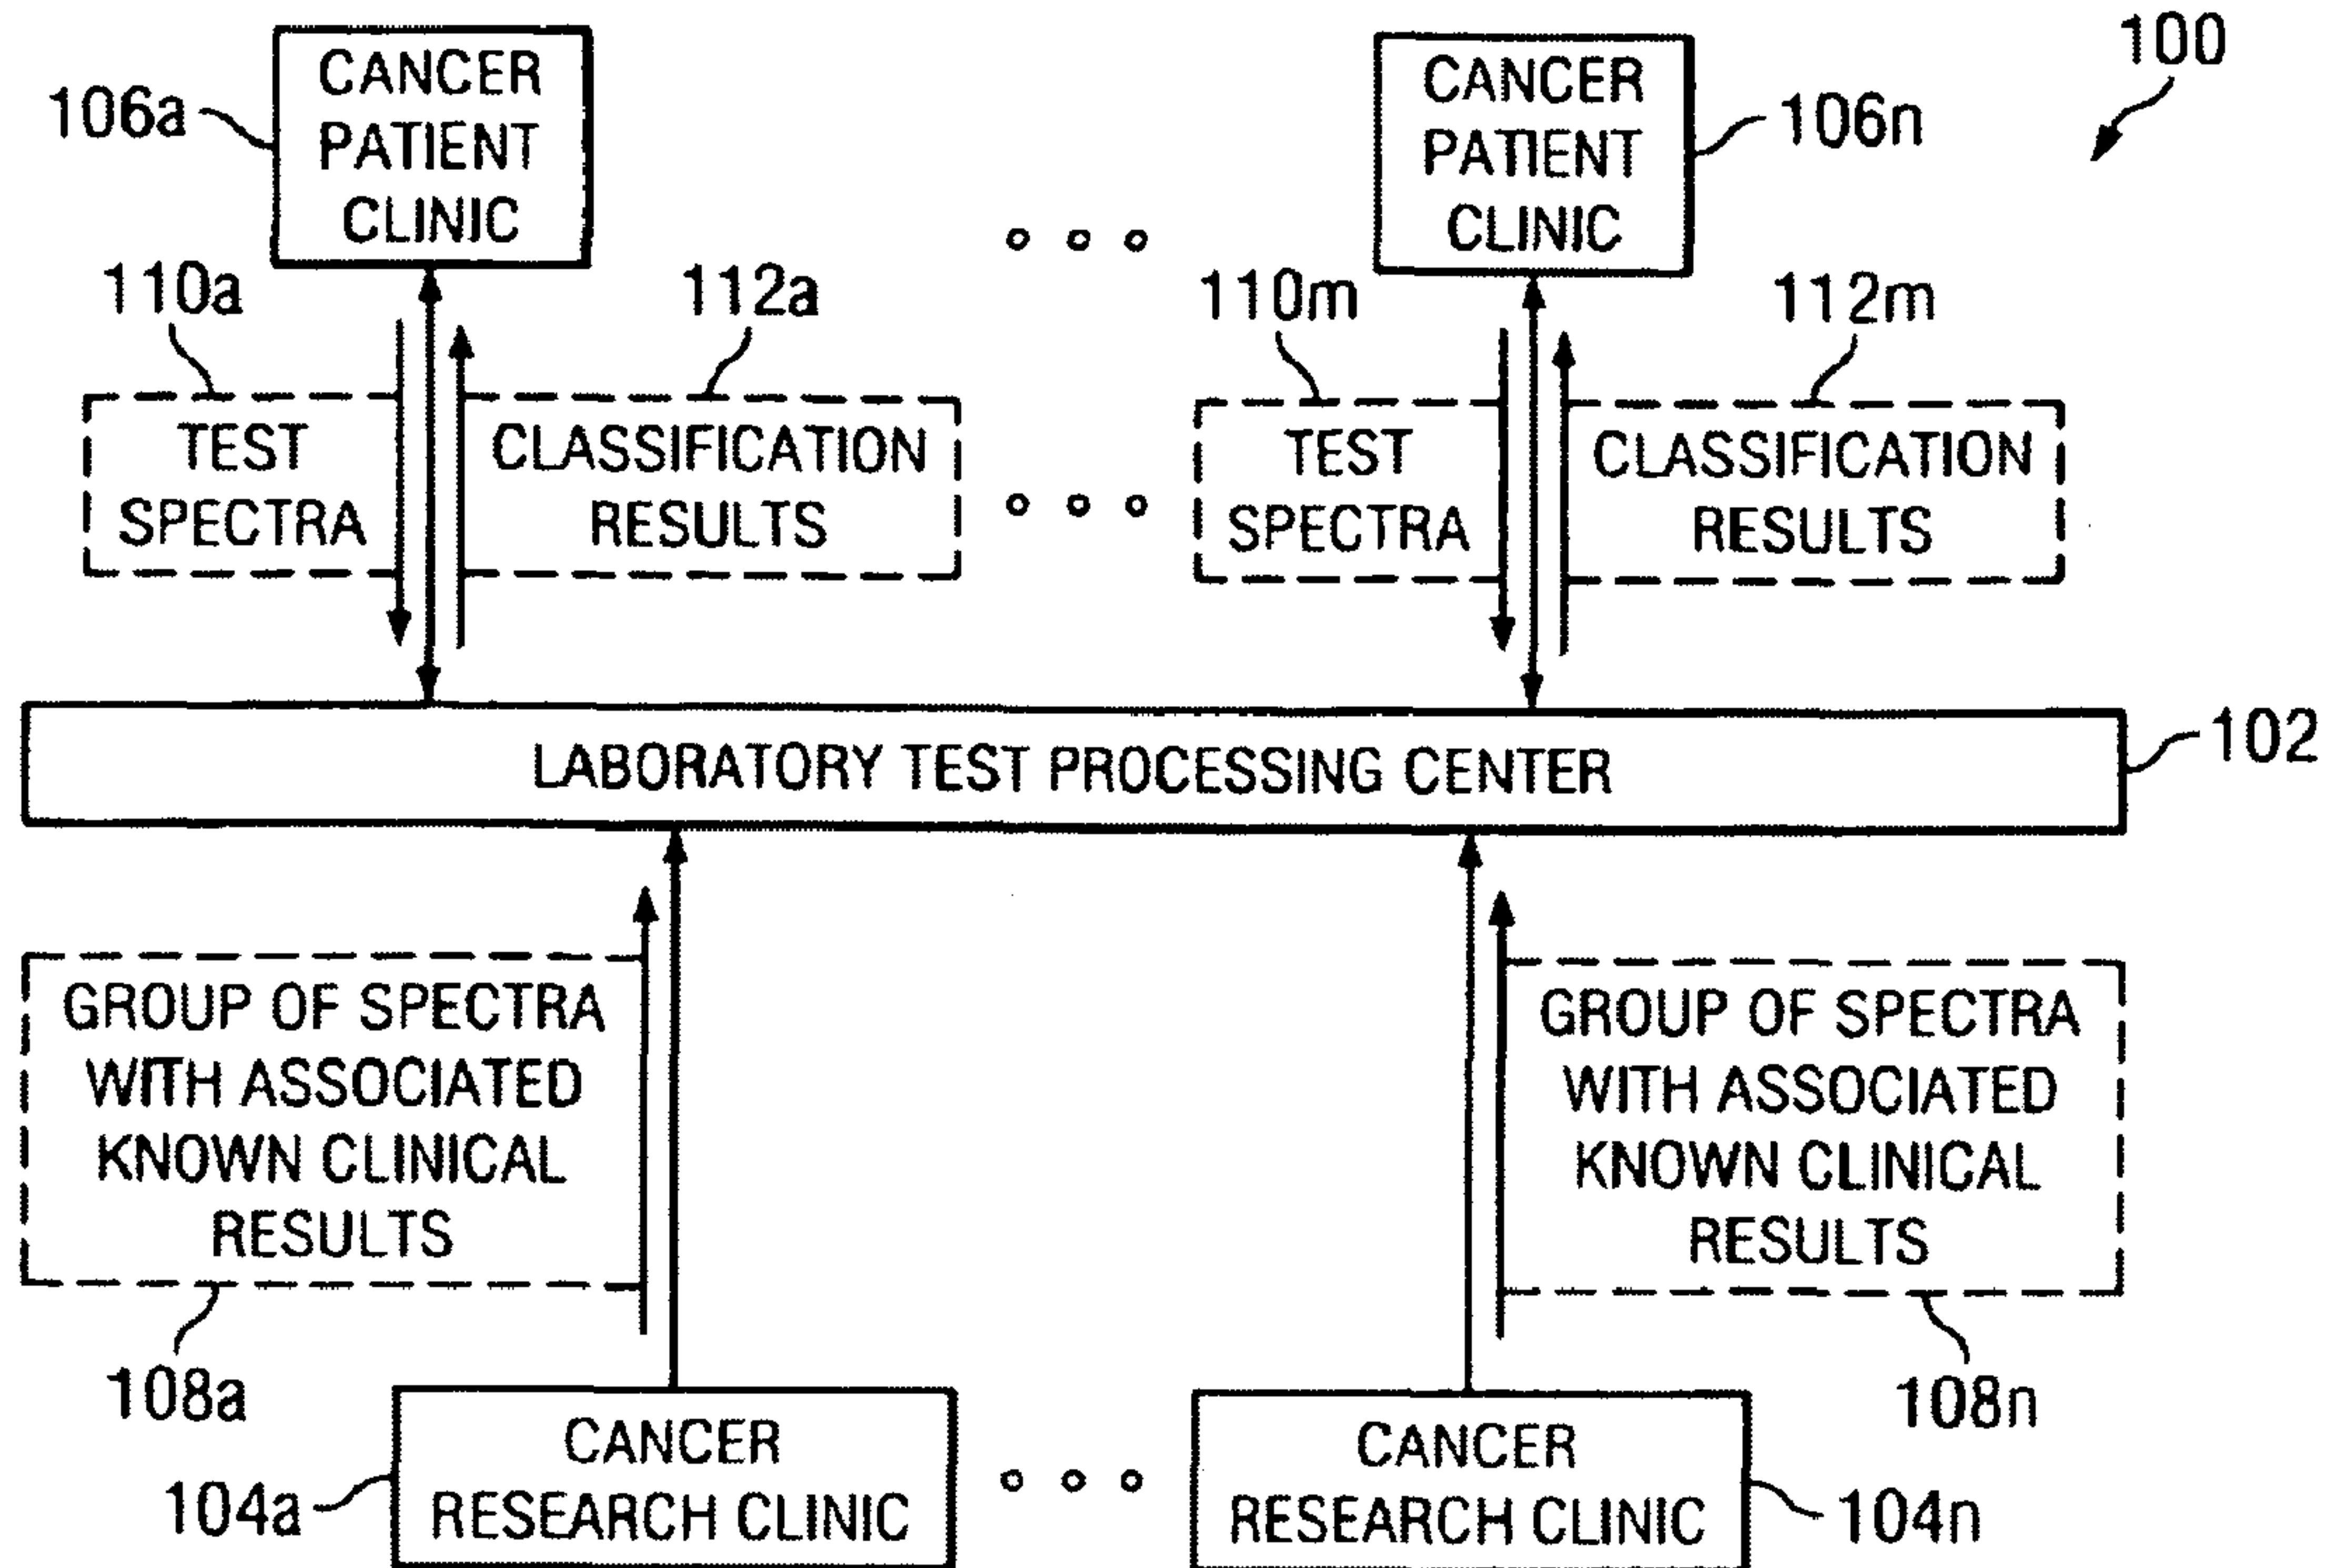 100
CANCER
PATIENT
CLINIC
106a
CANCER
PATIENT
CLINIC
106n
110a
112a
110m
112m
TEST
SPECTRA
CLASSIFICATION
RESULTS
TEST
SPECTRA
CLASSIFICATION
RESULTS
LABORATORY TEST PROCESSING CENTER
102
GROUP OF SPECTRA
WITH ASSOCIATED
KNOWN CLINICAL
RESULTS
108a
GROUP OF SPECTRA
WITH ASSOCIATED
KNOWN CLINICAL
RESULTS
108n
104a
CANCER
RESEARCH CLINIC
CANCER
RESEARCH CLINIC
104n